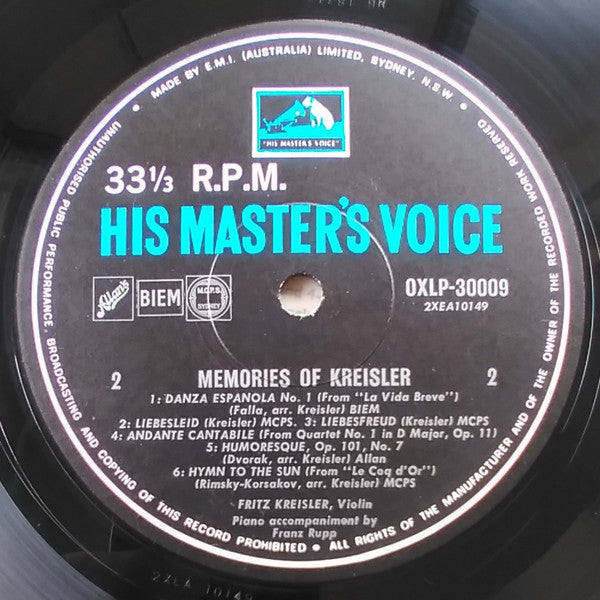 MADE BY E.M.I. (AUSTRALIA) LIMITED, SYDNEY, N.S.W. •
ALL RIGHTS OF THE MANUFACTURER AND OF THE OWNER OF THE RECORDED WORK RESERVED
UNAUTHORISED PUBLIC PERFORMANCE, BROADCASTING AND COPYING OF THIS RECORD PROHIBITED •
"HIS MASTER'S VOICE"
33⅓ R.P.M.
HIS MASTER'S VOICE
Allan's
BIEM
M.C.P.S.
SYDNEY
OXLP-30009
2XEA10149
2 MEMORIES OF KREISLER 2
1: DANZA ESPANOLA No. 1 (From "La Vida Breve")
(Falla, arr. Kreisler) BIEM
2: LIEBESLEID (Kreisler) MCPS. 3: LIEBESFREUD (Kreisler) MCPS
4: ANDANTE CANTABILE (From Quartet No. 1 in D Major, Op. 11)
5: HUMORESQUE, Op. 101, No. 7
(Dvorak, arr. Kreisler) Allan
6: HYMN TO THE SUN (From "Le Coq d'Or")
(Rimsky-Korsakov, arr. Kreisler) MCPS
FRITZ KREISLER, Violin
Piano accompaniment by
Franz Rupp
2XEA 10149